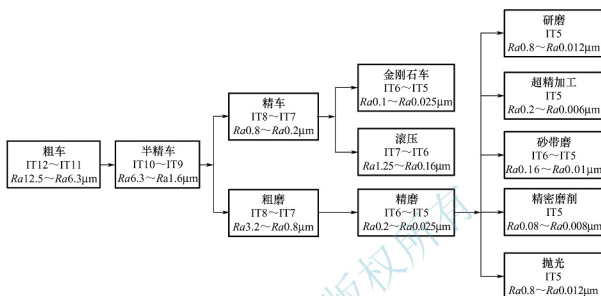 粗车
IT12～IT11
Ra12.5～Ra6.3μm
半精车
IT10～IT9
Ra6.3～Ra1.6μm
精车
IT8～IT7
Ra0.8～Ra0.2μm
粗磨
IT8～IT7
Ra3.2～Ra0.8μm
金刚石车
IT6～IT5
Ra0.1～Ra0.025μm
滚压
IT7～IT6
Ra1.25～Ra0.16μm
精磨
IT6～IT5
Ra0.2～Ra0.025μm
研磨
IT5
Ra0.8～Ra0.012μm
超精加工
IT5
Ra0.2～Ra0.006μm
砂带磨
IT6～IT5
Ra0.16～Ra0.01μm
精密磨削
IT5
Ra0.08～Ra0.008μm
抛光
IT5
Ra0.8～Ra0.012μm
版权所有